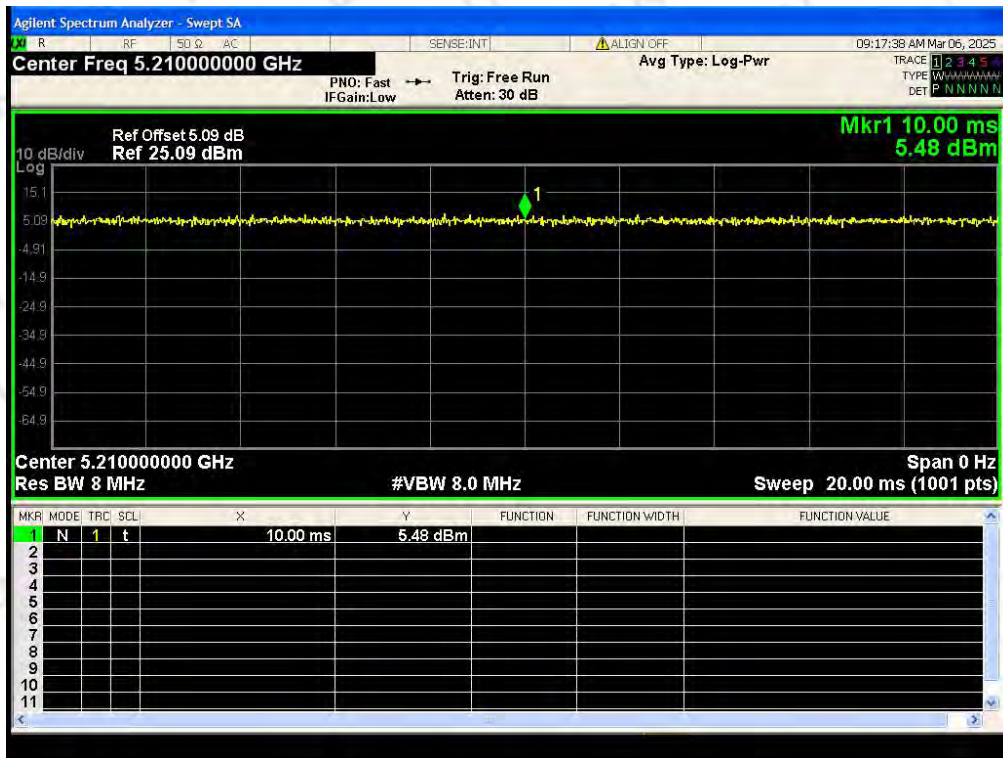 Agilent Spectrum Analyzer - Swept SA
R RF 50 Ω AC SENSE:INT ALIGN OFF 09:17:38 AM Mar 06, 2025
Center Freq 5.210000000 GHz Avg Type: Log-Pwr TRACE 1 2 3 4 5
PNO: Fast Trig: Free Run TYPE
IFGain:Low Atten: 30 dB DET P N N N N N
Mkr1 10.00 ms
Ref Offset 5.09 dB
5.48 dBm
10 dB/div Ref 25.09 dBm
Log
15.1
1
5.09
-4.91
-14.9
-24.9
-34.9
-44.9
-54.9
-64.9
Center 5.210000000 GHz Span 0 Hz
Res BW 8 MHz #VBW 8.0 MHz Sweep 20.00 ms (1001 pts)
MKR MODE TRC SCL X Y FUNCTION FUNCTION WIDTH FUNCTION VALUE
1 N 1 t 10.00 ms 5.48 dBm
2
3
4
5
6
7
8
9
10
11